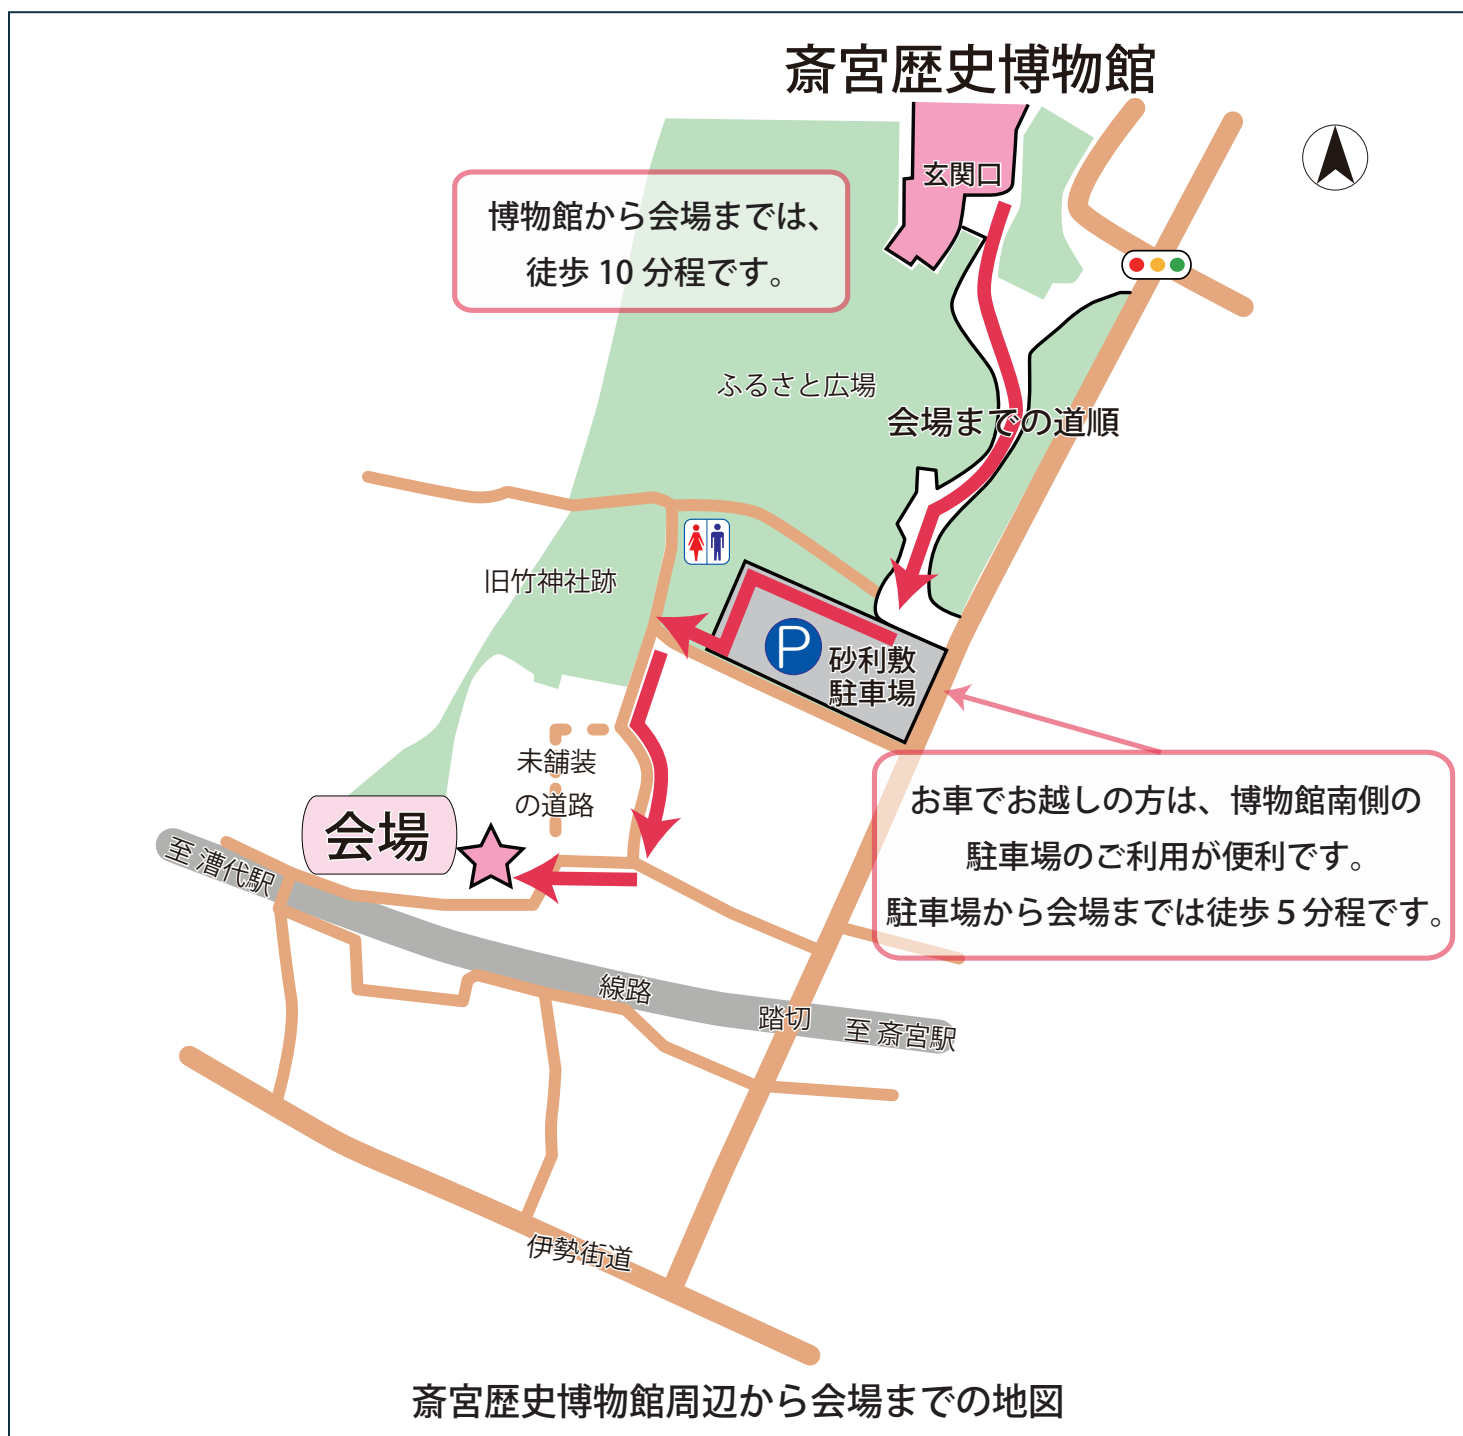 斎宮歴史博物館
玄関口
博物館から会場までは、
徒歩 10 分程です。
ふるさと広場
会場までの道順
旧竹神社跡
P
砂利敷
駐車場
未舗装
の道路
お車でお越しの方は、博物館南側の
駐車場のご利用が便利です。
駐車場から会場までは徒歩 5 分程です。
会場
至 漕代駅
線路
踏切
至 斎宮駅
伊勢街道
斎宮歴史博物館周辺から会場までの地図